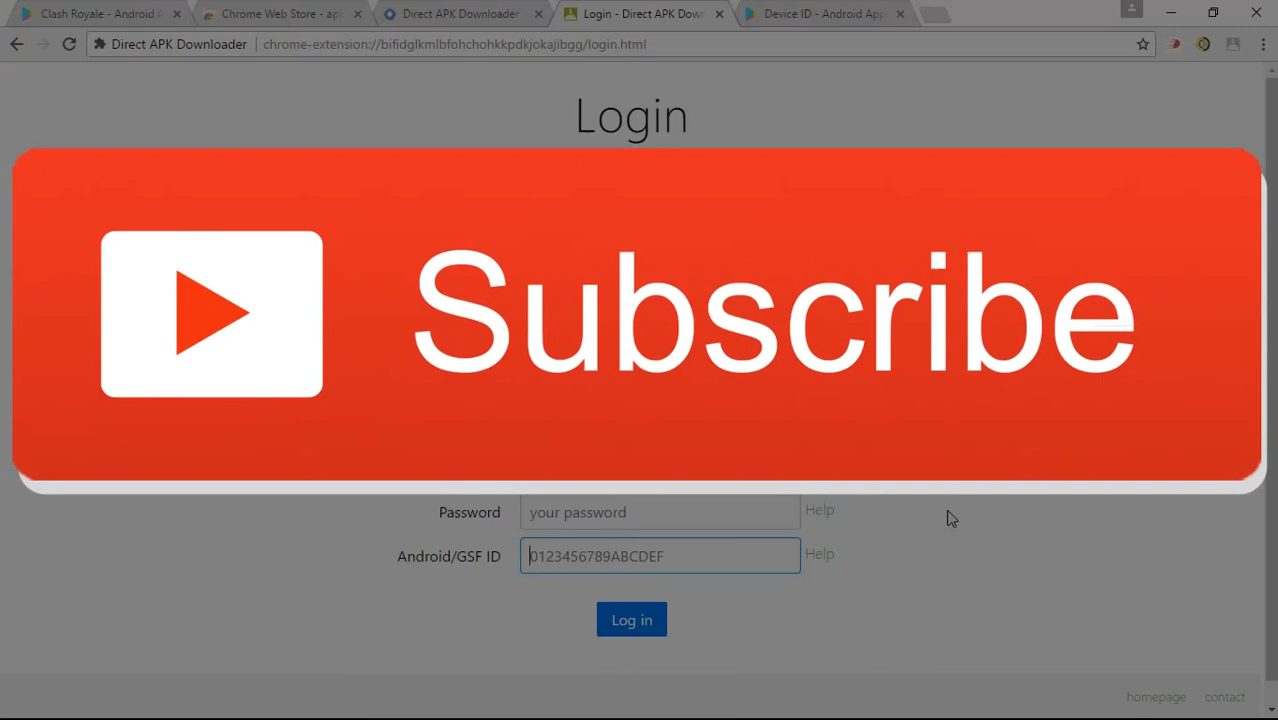 Clash Royale - Android A
Chrome Web Store - apk
Direct APK Downloader
Login - Direct APK Down
Device ID - Android App
Direct APK Downloader
chrome-extension://bifidglkmlbfohchohkkpdkjokajibgg/login.html
Login
Subscribe
Password your password Help
Android/GSF ID 0123456789ABCDEF Help
Log in
homepage contact